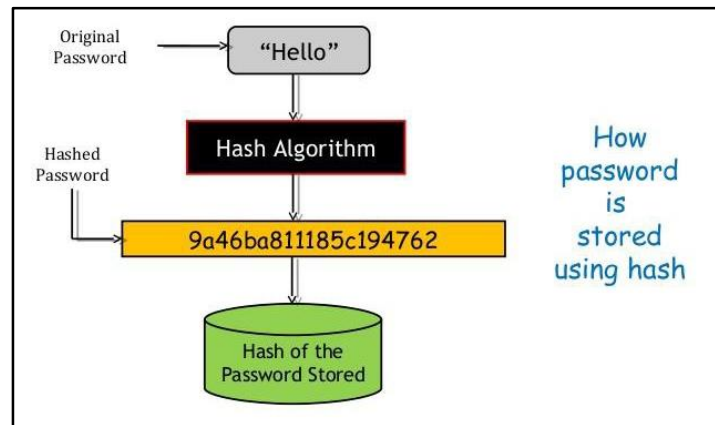 Original
Password
“Hello”
Hash Algorithm
Hashed
Password
9a46ba811185c194762
Hash of the
Password Stored
How
password
is
stored
using hash